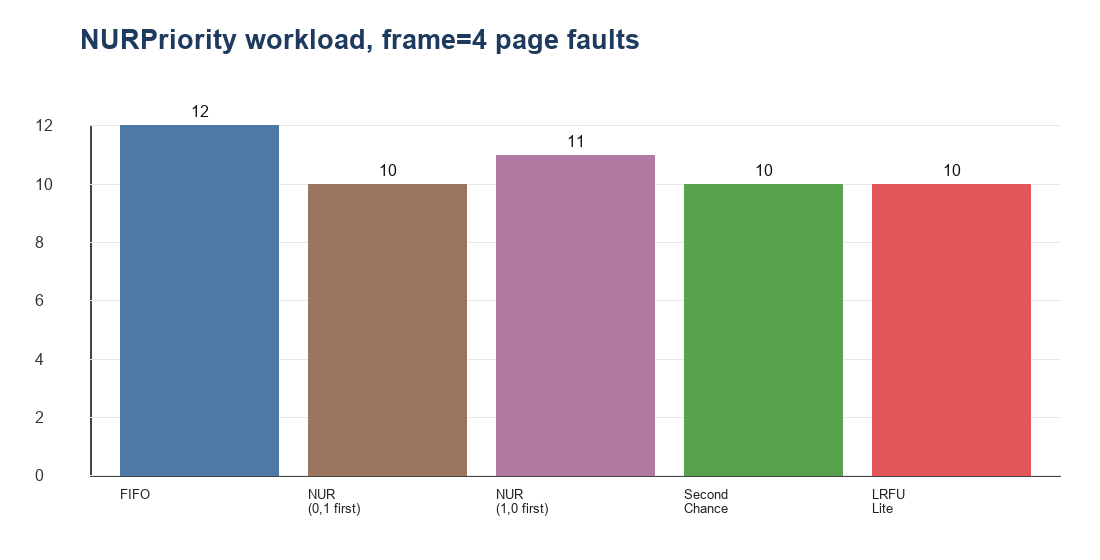 NURPriority workload, frame=4 page faults
12
10
11
10
10
12
10
8
6
4
2
0
FIFO
NUR
(0,1 first)
NUR
(1,0 first)
Second
Chance
LRFU
Lite